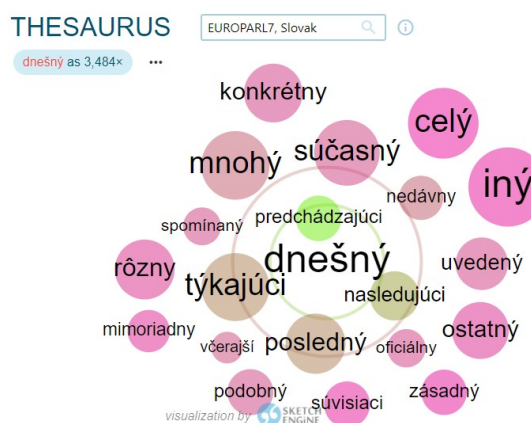 THESAURUS
EUROPARL7, Slovak
dnešný as 3,484×
konkrétny
celý
mnohý
súčasný
iný
nedávny
spomínaný
predchádzajúci
dnešný
uvedený
rôzny
týkajúci
nasledujúci
mimoriadny
ostatný
včerajší
posledný
oficiálny
podobný
súvisiaci
zásadný
visualization by SKETCH
ENGINE